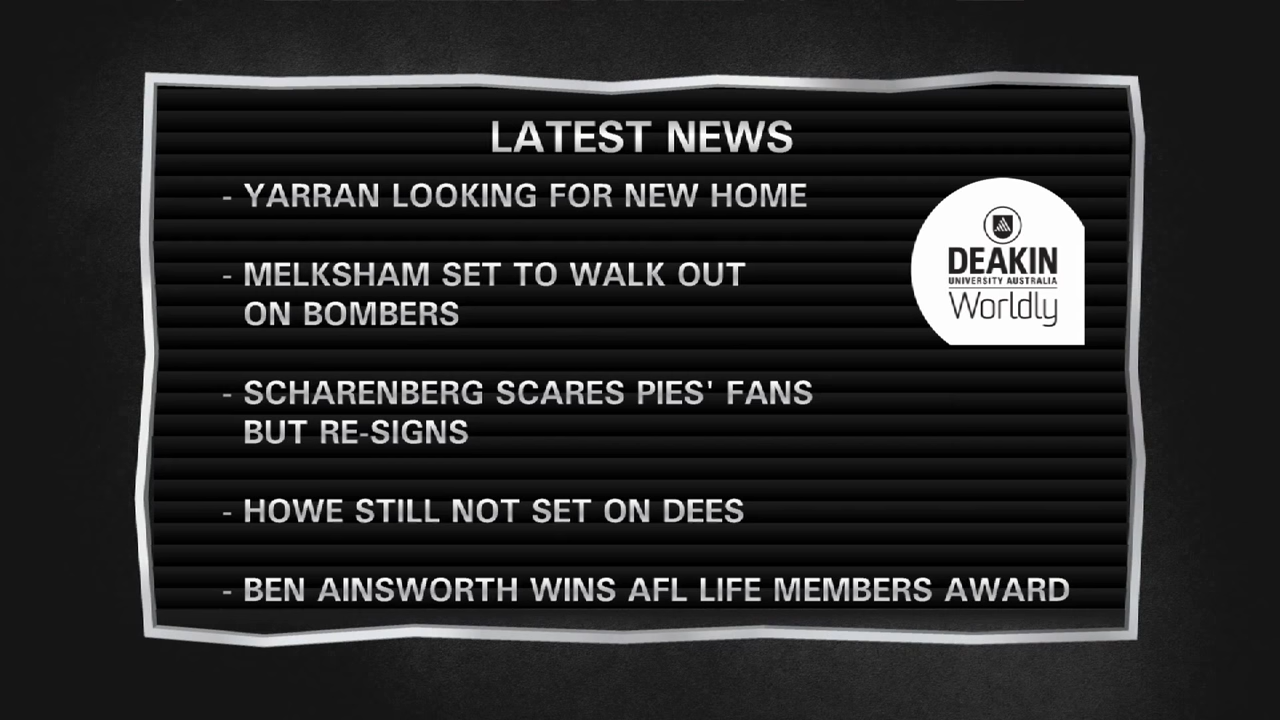 LATEST NEWS
- YARRAN LOOKING FOR NEW HOME
- MELKSHAM SET TO WALK OUT
ON BOMBERS
- SCHARENBERG SCARES PIES' FANS
BUT RE-SIGNS
- HOWE STILL NOT SET ON DEES
- BEN AINSWORTH WINS AFL LIFE MEMBERS AWARD
DEAKIN
UNIVERSITY AUSTRALIA
Worldly